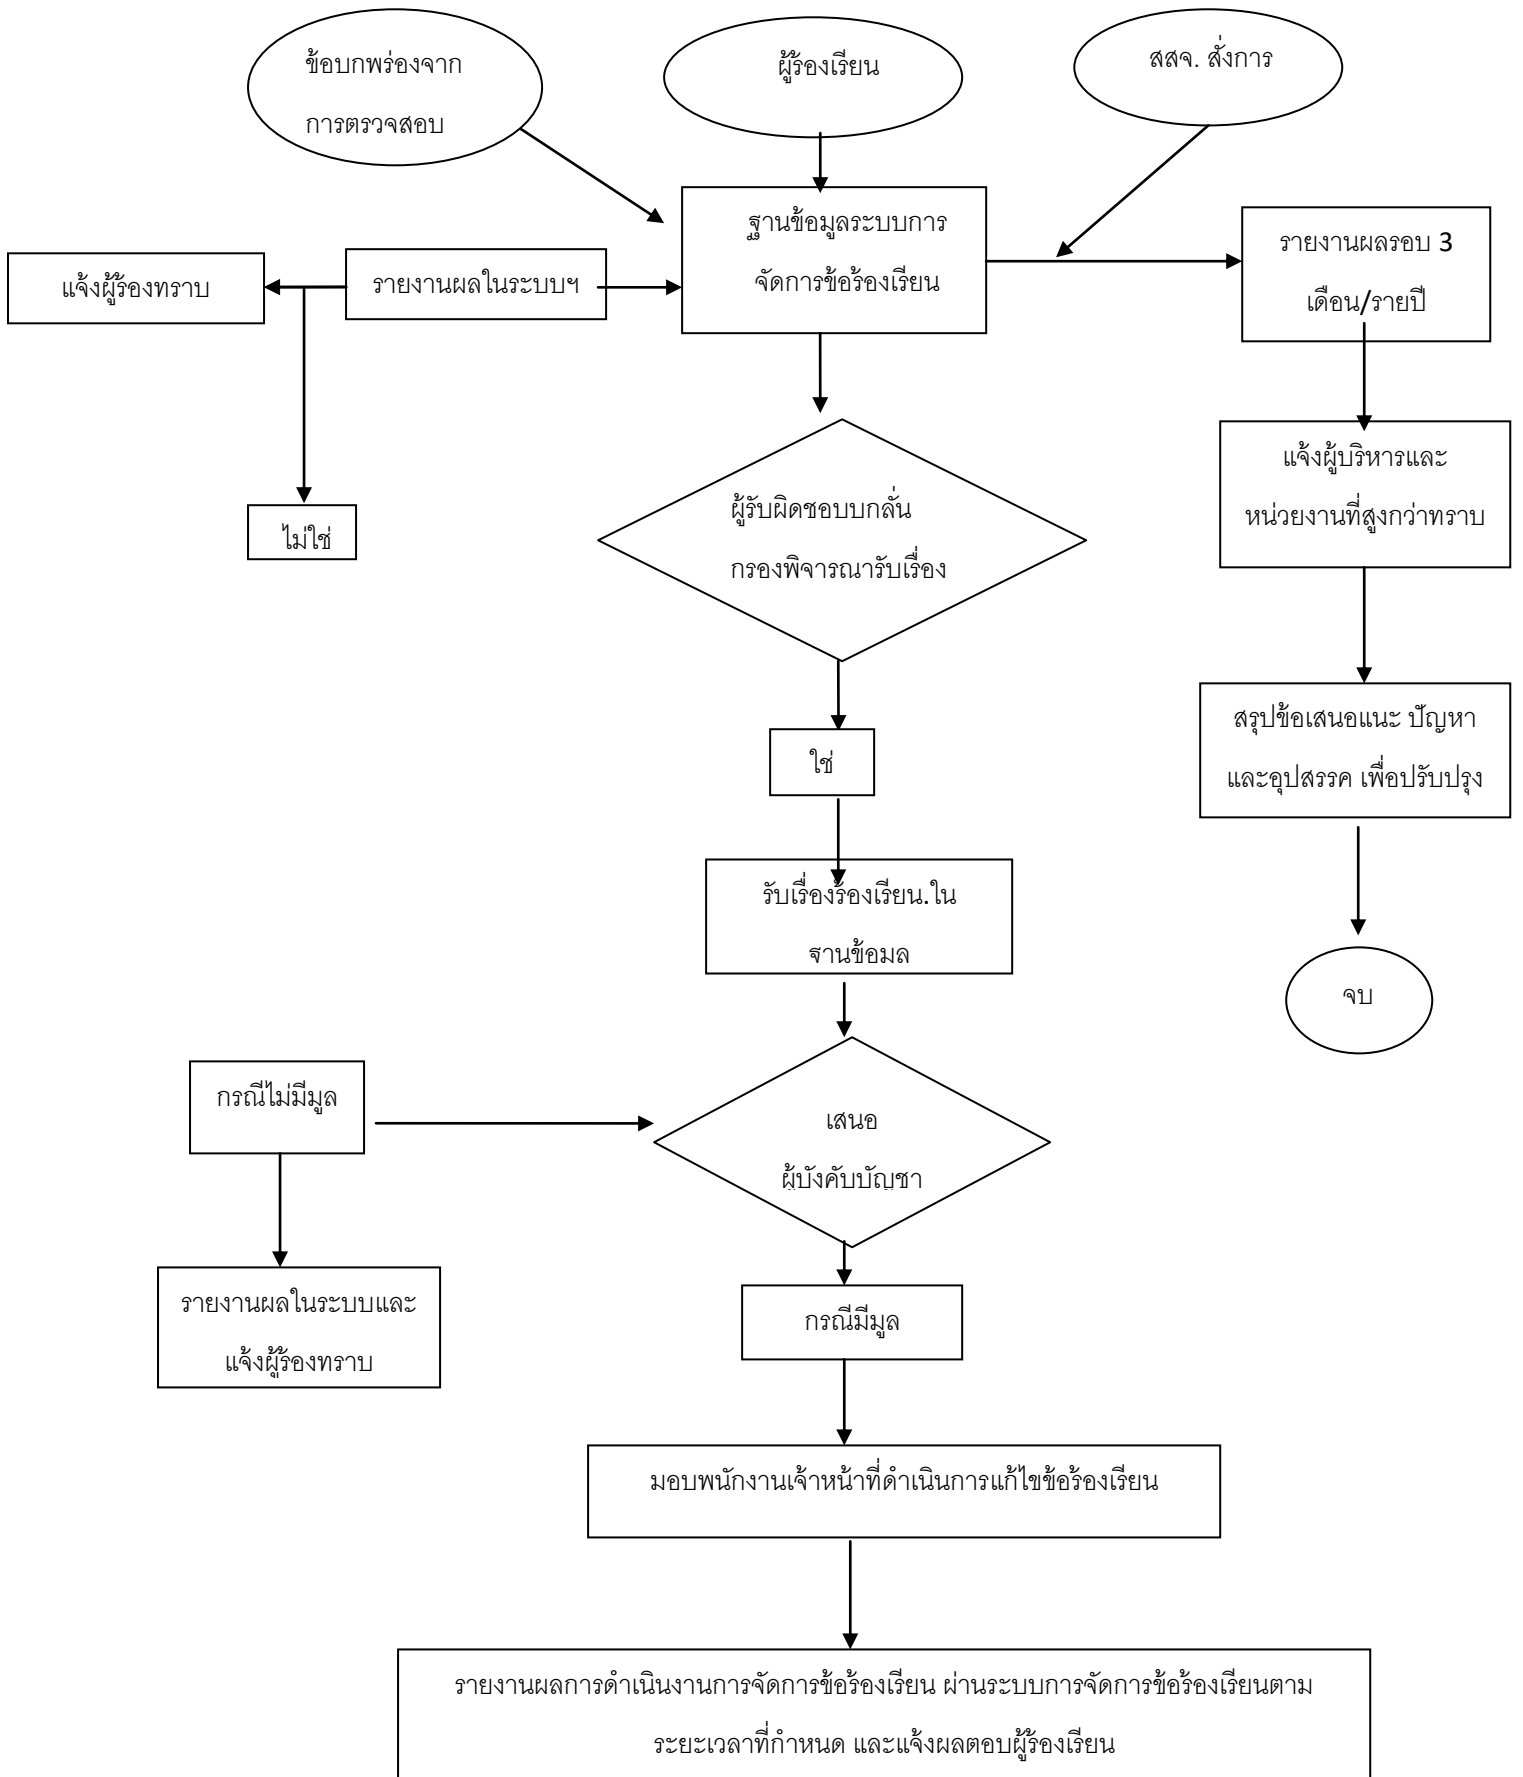 ข้อบกพร่องจาก
การตรวจสอบ
ผู้ร้องเรียน
สสจ. สั่งการ
ฐานข้อมูลระบบการ
จัดการข้อร้องเรียน
รายงานผลรอบ 3
เดือน/รายปี
แจ้งผู้ร้องทราบ
รายงานผลในระบบฯ
ไม่ใช่
ผู้รับผิดชอบบกลั่น
กรองพิจารณารับเรื่อง
แจ้งผู้บริหารและ
หน่วยงานที่สูงกว่าทราบ
ใช่
สรุปข้อเสนอแนะ ปัญหา
และอุปสรรค เพื่อปรับปรุง
รับเรื่องร้องเรียน.ใน
ฐานข้อมูล
จบ
กรณีไม่มีมูล
เสนอ
ผู้บังคับบัญชา
รายงานผลในระบบและ
แจ้งผู้ร้องทราบ
กรณีมีมูล
มอบพนักงานเจ้าหน้าที่ดำเนินการแก้ไขข้อร้องเรียน
รายงานผลการดำเนินงานการจัดการข้อร้องเรียน ผ่านระบบการจัดการข้อร้องเรียนตาม
ระยะเวลาที่กำหนด และแจ้งผลตอบผู้ร้องเรียน